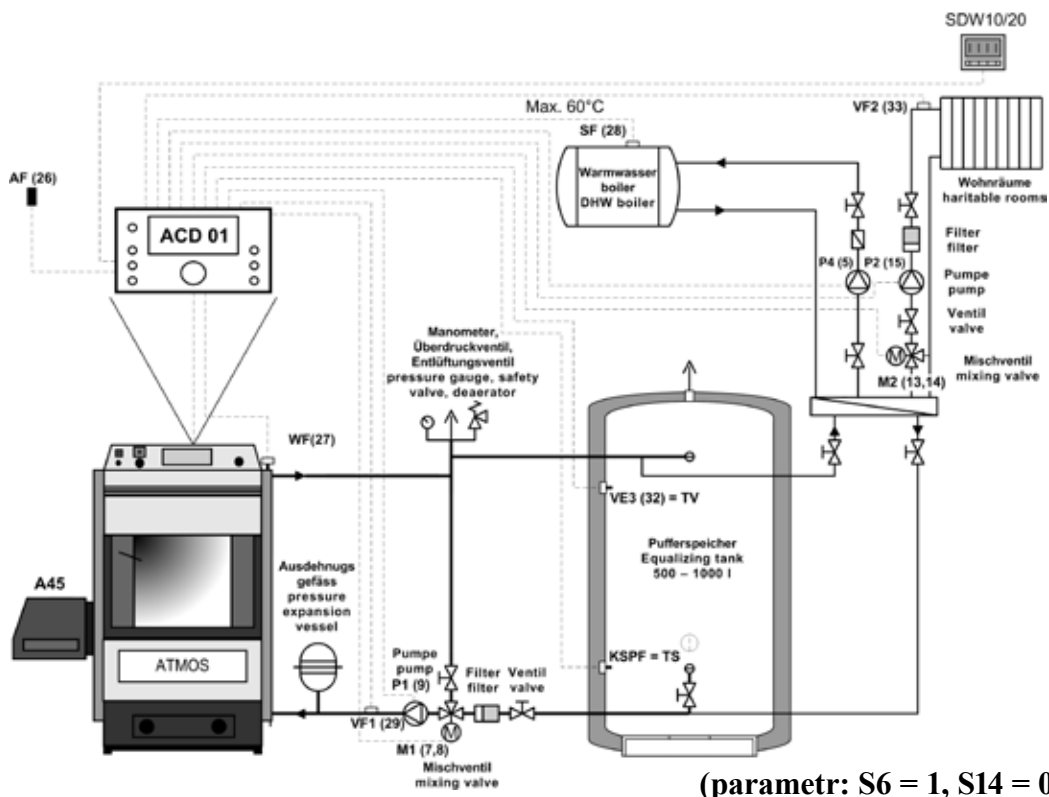 SDW10/20
Max. 60°C
VF2 (33)
SF (28)
AF (26)
Warmwasser
boiler
DHW boiler
Wohnräume
haritable rooms
ACD 01
Filter
filter
P4 (5)
P2 (15)
Pumpe
pump
Ventil
valve
Manometer,
Überdruckventil,
Entlüftungsventil
pressure gauge, safety
valve, deaerator
M
Mischventil
mixing valve
M2 (13,14)
WF(27)
VE3 (32) = TV
Pufferspeicher
Equalizing tank
500 – 1000 l
A45
Ausdehnugs
gefäss
pressure
expansion
vessel
ATMOS
KSPF = TS
Pumpe
pump
P1 (9)
Filter
filter
Ventil
valve
VF1 (29)
M
M1 (7,8)
Mischventil
mixing valve
(parametr: S6 = 1, S14 = 0